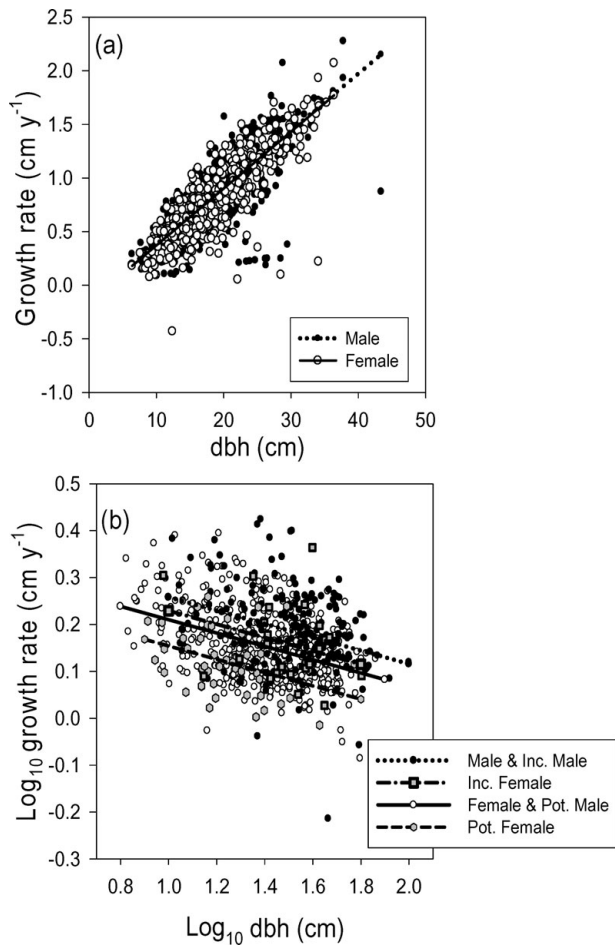 (a)
2.5
2.0
1.5
1.0
0.5
0.0
-0.5
-1.0
Growth rate (cm y-1)
Male
Female
0 10 20 30 40 50
dbh (cm)
(b)
0.5
0.4
0.3
0.2
0.1
0.0
-0.1
-0.2
-0.3
Log10 growth rate (cm y-1)
Male & Inc. Male
Inc. Female
Female & Pot. Male
Pot. Female
0.8 1.0 1.2 1.4 1.6 1.8 2.0
Log10 dbh (cm)